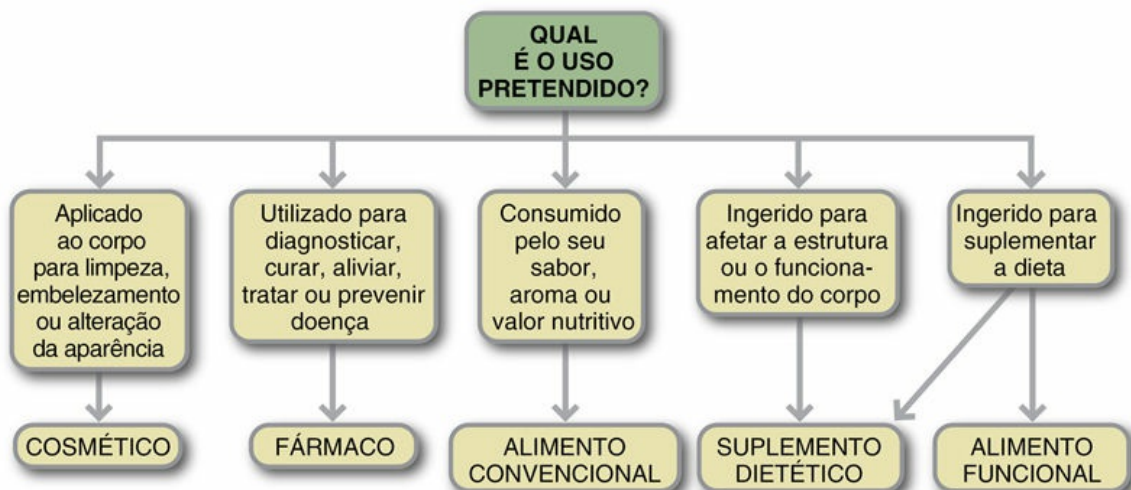 QUAL
É O USO
PRETENDIDO?
Aplicado
ao corpo
para limpeza,
embelezamento
ou alteração
da aparência
Utilizado para
diagnosticar,
curar, aliviar,
tratar ou prevenir
doença
Consumido
pelo seu
sabor,
aroma ou
valor nutritivo
Ingerido para
afetar a estrutura
ou o funciona-
mento do corpo
Ingerido para
suplementar
a dieta
COSMÉTICO
FÁRMACO
ALIMENTO
CONVENCIONAL
SUPLEMENTO
DIETÉTICO
ALIMENTO
FUNCIONAL